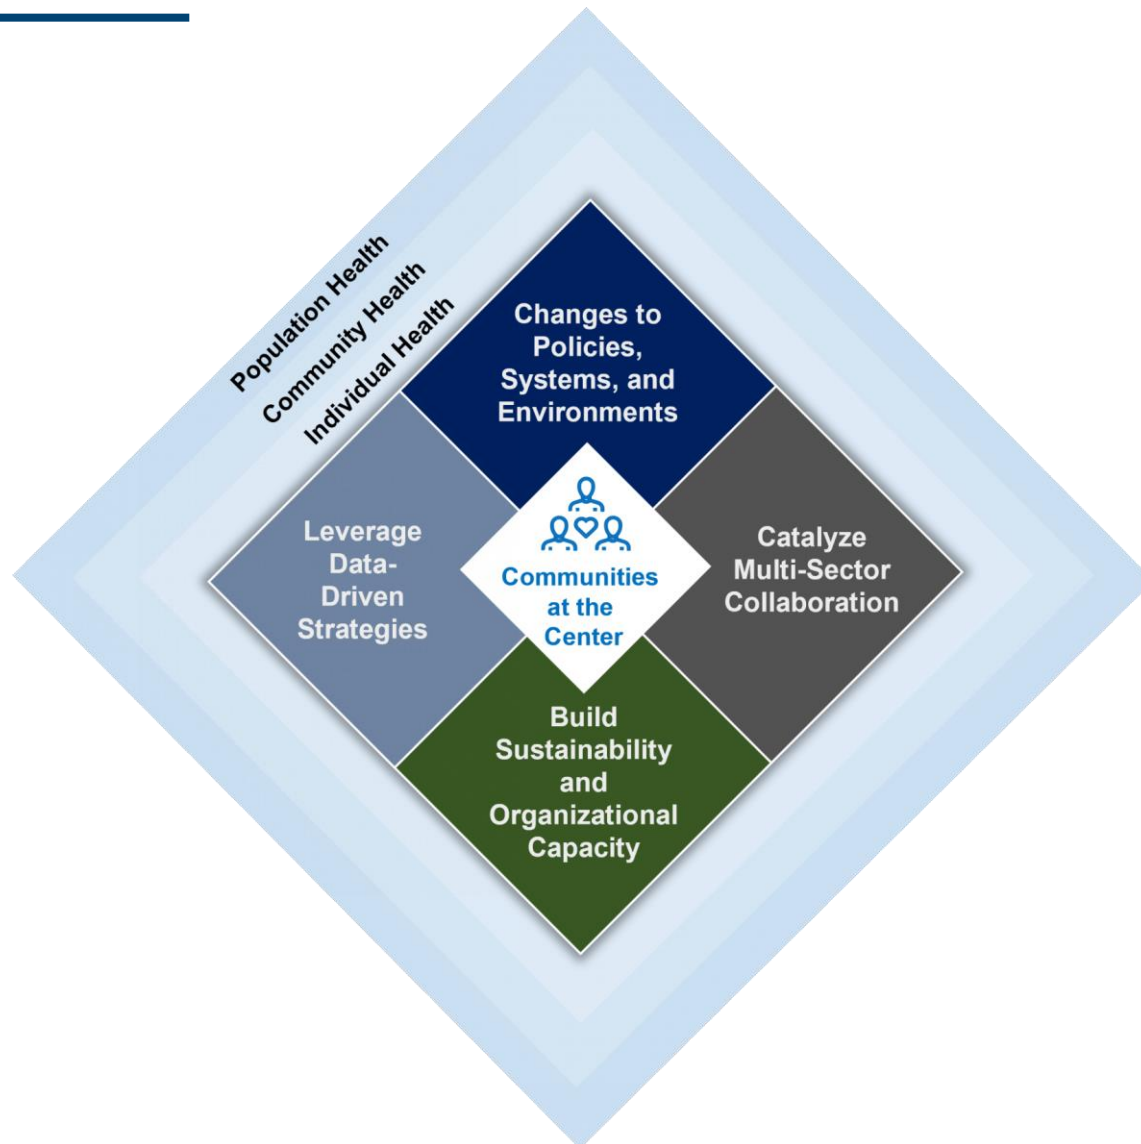 Population Health
Community Health
Individual Health
Changes to
Policies,
Systems, and
Environments
Leverage
Data-
Driven
Strategies
Communities
at the
Center
Catalyze
Multi-Sector
Collaboration
Build
Sustainability
and
Organizational
Capacity